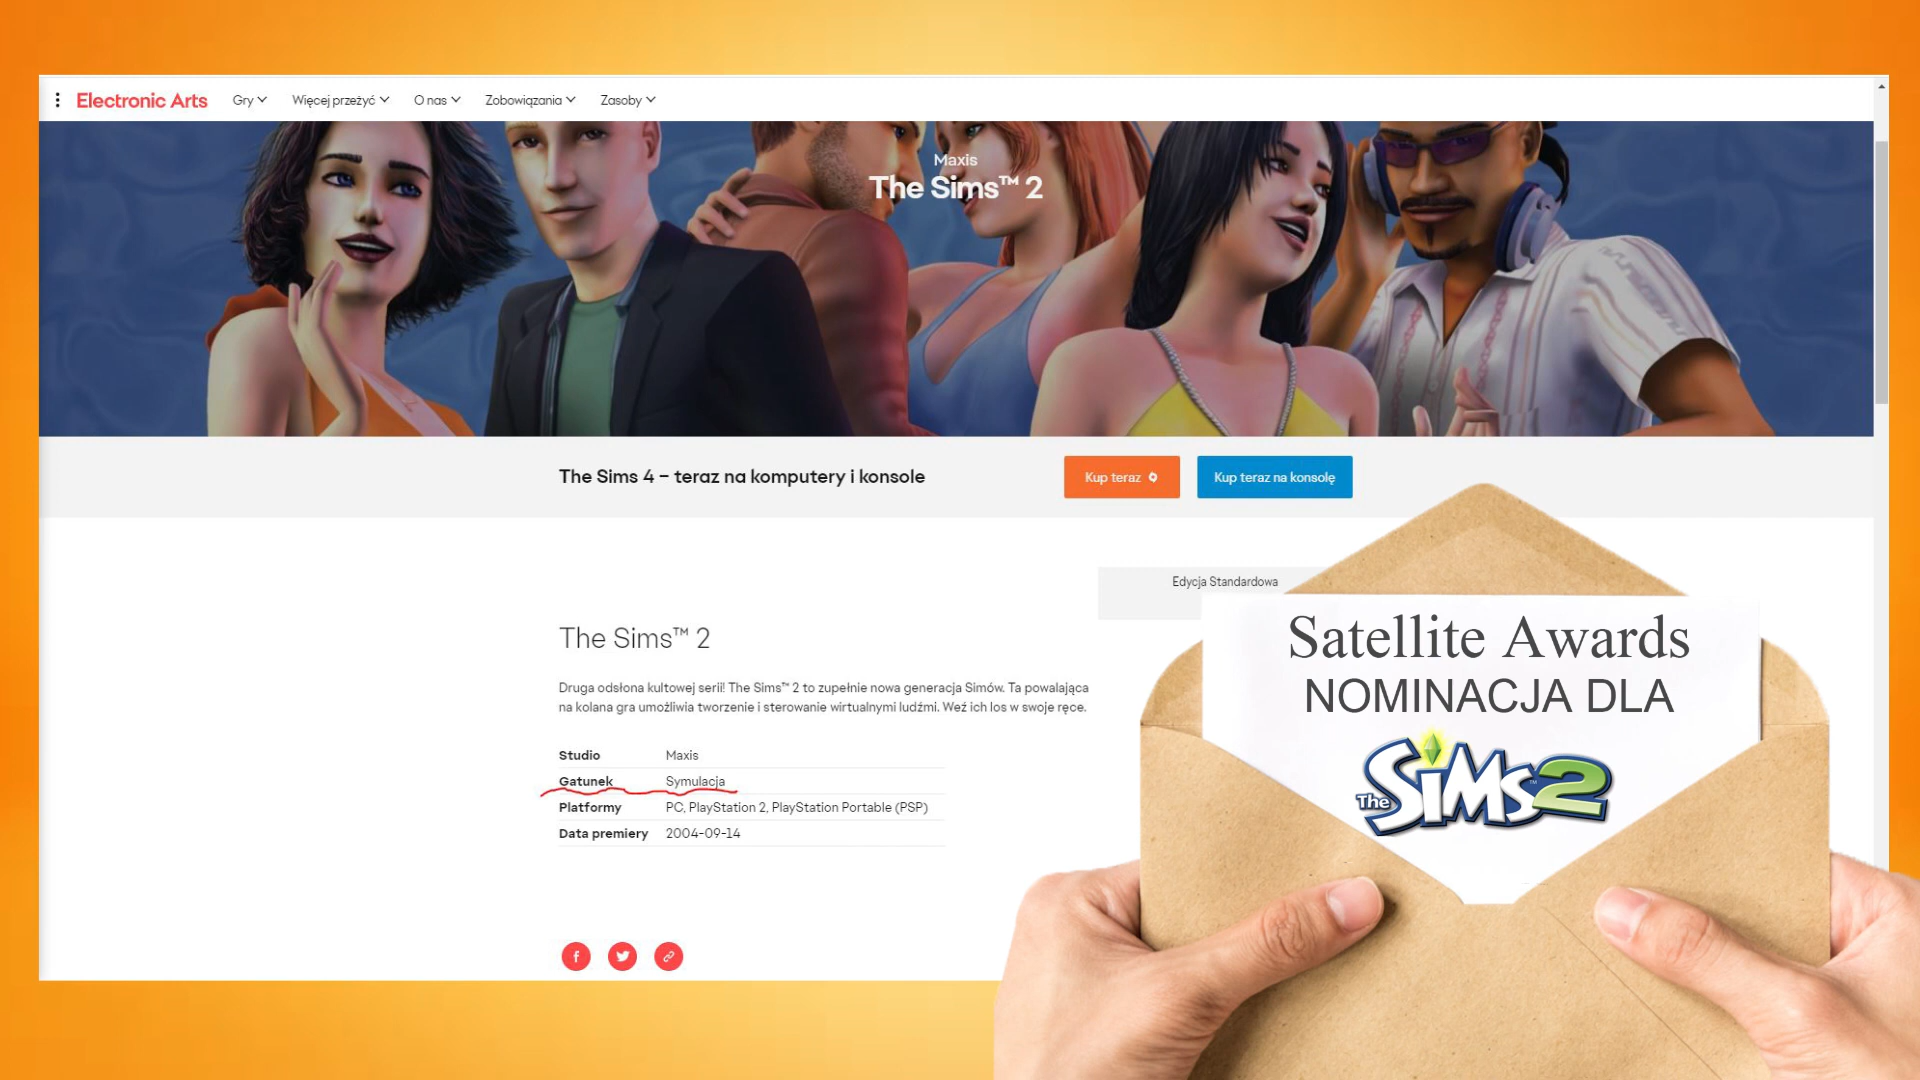 Electronic Arts Gry Więcej przeżyć O nas Zobowiązania Zasoby
Maxis
The Sims™ 2
The Sims 4 – teraz na komputery i konsole
Kup teraz
Kup teraz na konsolę
Edycja Standardowa
The Sims™ 2
Druga odsłona kultowej serii! The Sims™ 2 to zupełnie nowa generacja Simów. Ta powalająca
na kolana gra umożliwia tworzenie i sterowanie wirtualnymi ludźmi. Weź ich los w swoje ręce.
Studio Maxis
Gatunek Symulacja
Platformy PC, PlayStation 2, PlayStation Portable (PSP)
Data premiery 2004-09-14
Satellite Awards
NOMINACJA DLA
The SiMs™ 2